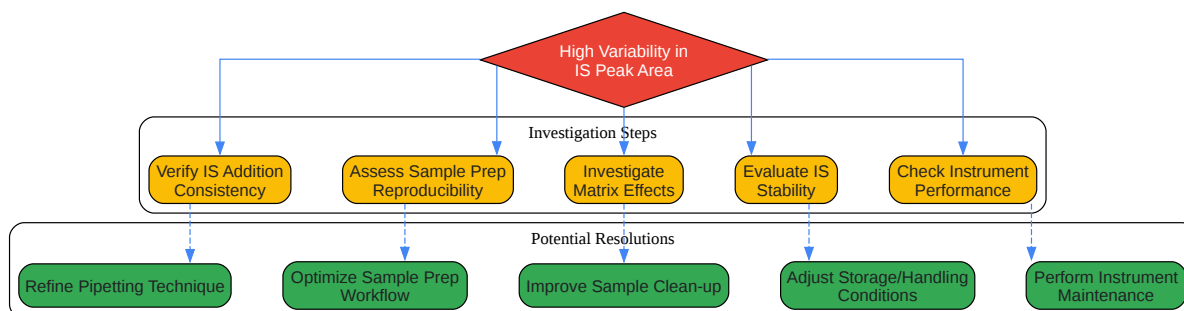 High Variability in
IS Peak Area
Investigation Steps
Verify IS Addition
Consistency
Assess Sample Prep
Reproducibility
Investigate
Matrix Effects
Evaluate IS
Stability
Check Instrument
Performance
Potential Resolutions
Refine Pipetting Technique
Optimize Sample Prep
Workflow
Improve Sample Clean-up
Adjust Storage/Handling
Conditions
Perform Instrument
Maintenance